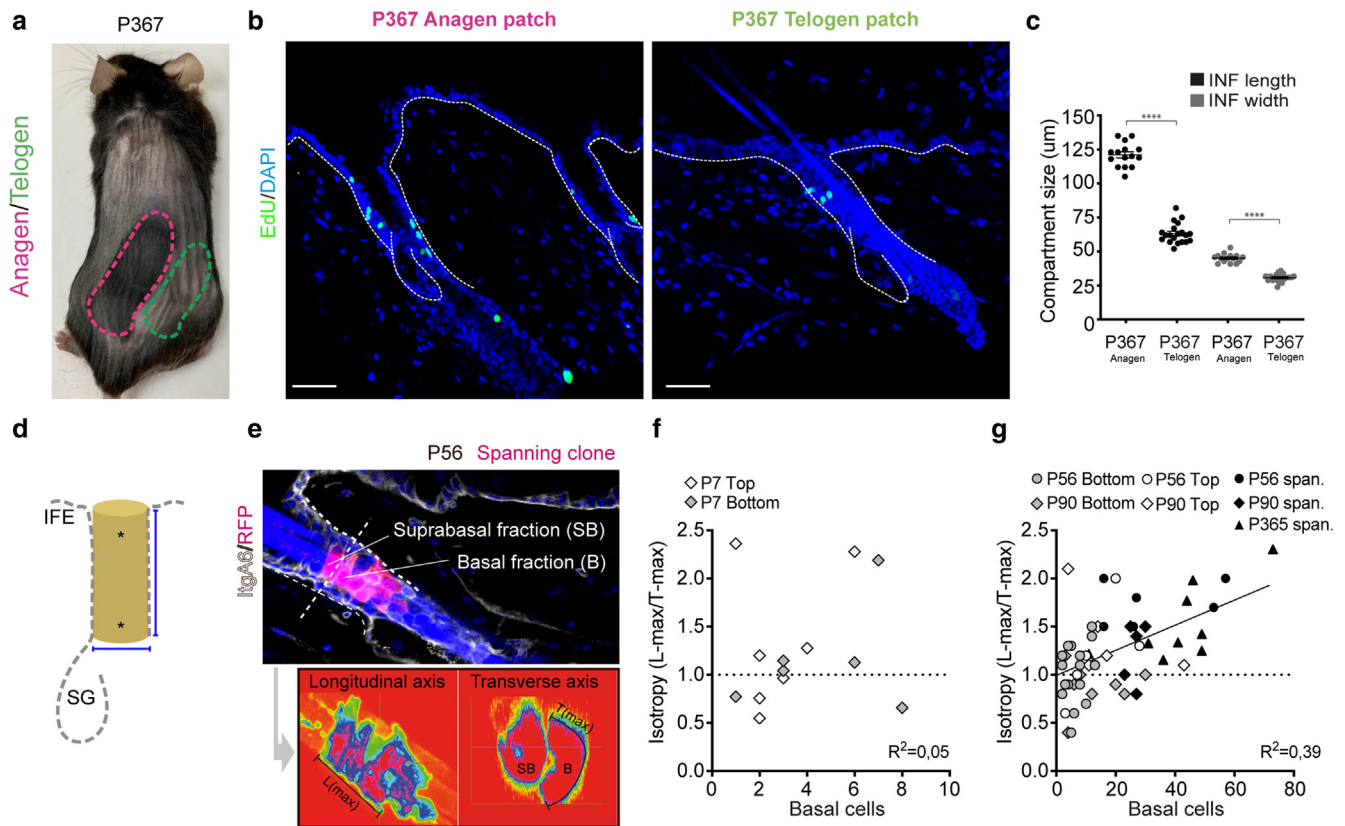 a
P367
Anagen/Telogen
b
P367 Anagen patch
P367 Telogen patch
EdU/DAPI
c
INF length
INF width
Compartment size (um)
150
125
100
75
50
25
0
****
****
P367 P367 P367 P367
Anagen Telogen Anagen Telogen
d
IFE
*
*
SG
e
P56 Spanning clone
ItgA6/RFP
Suprabasal fraction (SB)
Basal fraction (B)
Longitudinal axis
Transverse axis
L(max)
T(max)
SB
B
f
P7 Top
P7 Bottom
Isotropy (L-max/T-max)
2.5
2.0
1.5
1.0
0.5
0.0
R2=0,05
0 2 4 6 8 10
Basal cells
g
P56 Bottom P56 Top P56 span.
P90 Bottom P90 Top P90 span.
P365 span.
Isotropy (L-max/T-max)
2.5
2.0
1.5
1.0
0.5
0.0
R2=0,39
0 20 40 60 80
Basal cells